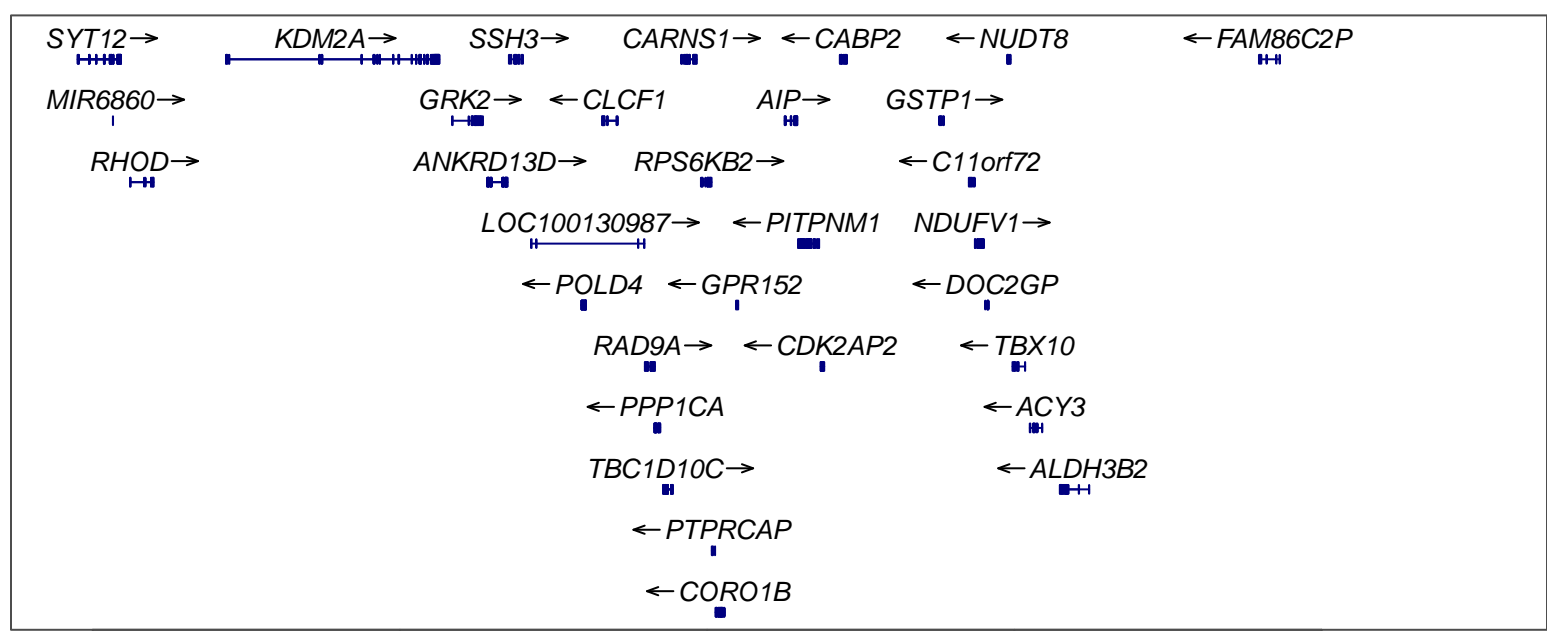 SYT12→ KDM2A→ SSH3→ CARNS1→ ←CABP2 ←NUDT8 ←FAM86C2P
MIR6860→ GRK2→ ←CLCF1 AIP→ GSTP1→
RHOD→ ANKRD13D→ RPS6KB2→ ←C11orf72
LOC100130987→ ←PITPNM1 NDUFV1→
←POLD4 ←GPR152 ←DOC2GP
RAD9A→ ←CDK2AP2 ←TBX10
←PPP1CA ←ACY3
TBC1D10C→ ←ALDH3B2
←PTPRCAP
←CORO1B